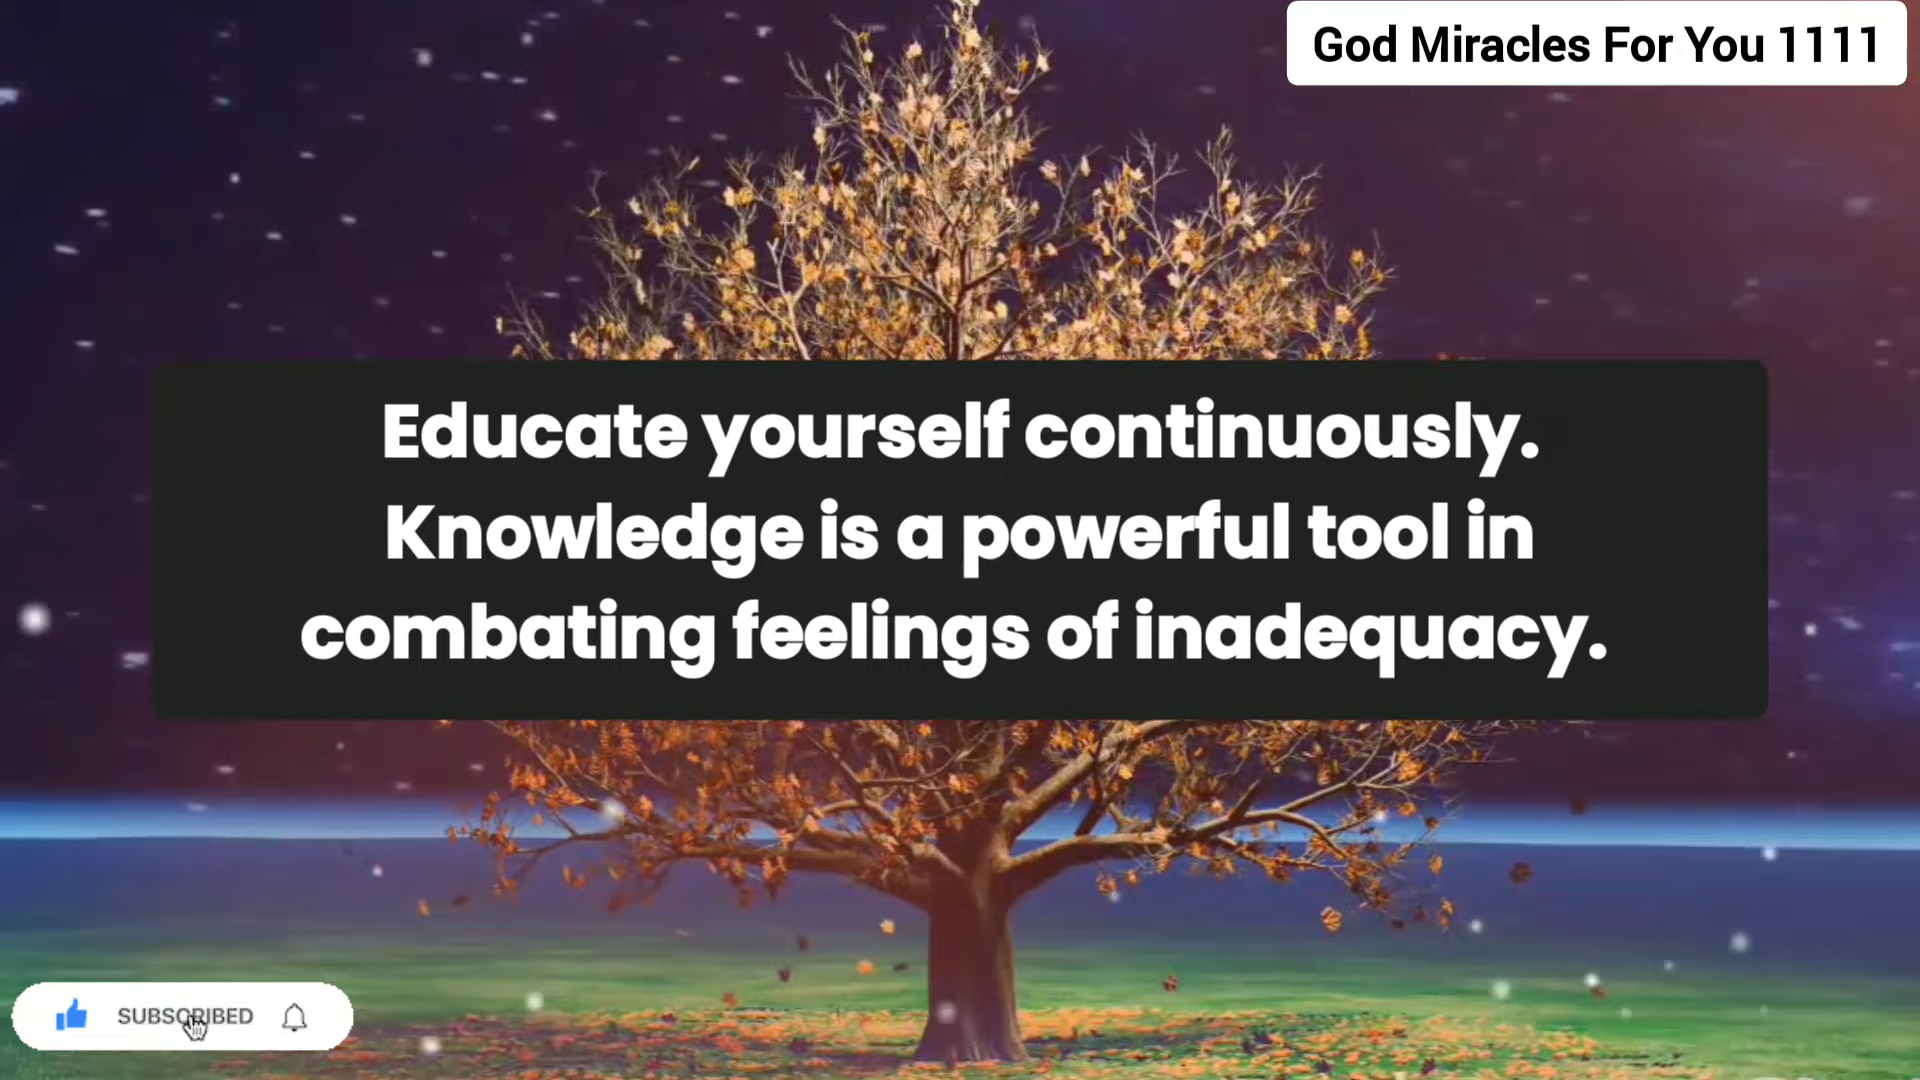 God Miracles For You 1111
Educate yourself continuously.
Knowledge is a powerful tool in
combating feelings of inadequacy.
SUBSCRIBED